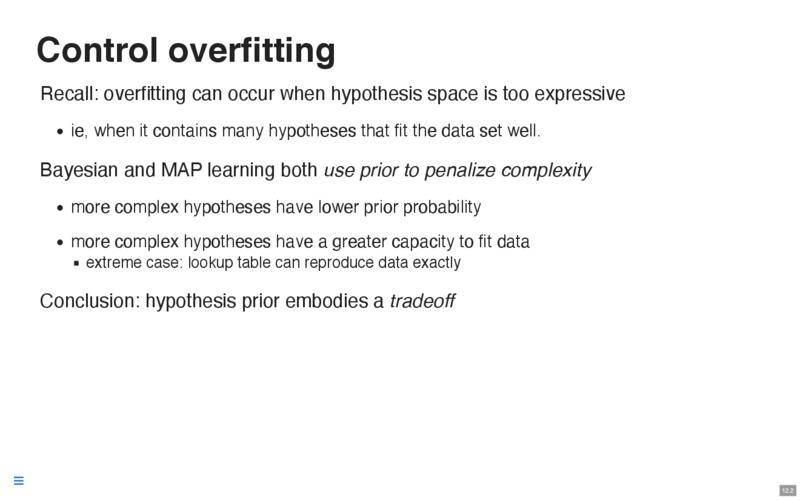 Control overfitting
Recall: overfitting can occur when hypothesis space is too expressive
• ie, when it contains many hypotheses that fit the data set well.
Bayesian and MAP learning both use prior to penalize complexity
• more complex hypotheses have lower prior probability
• more complex hypotheses have a greater capacity to fit data
▪ extreme case: lookup table can reproduce data exactly
Conclusion: hypothesis prior embodies a tradeoff
12.2